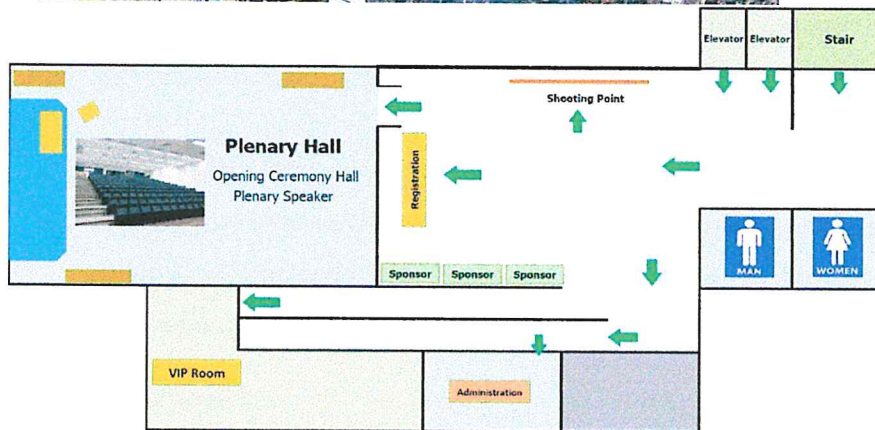 Elevator
Elevator
Stair
Shooting Point
Plenary Hall
Opening Ceremony Hall
Plenary Speaker
Registration
Sponsor
Sponsor
Sponsor
MAN
WOMEN
VIP Room
Administration